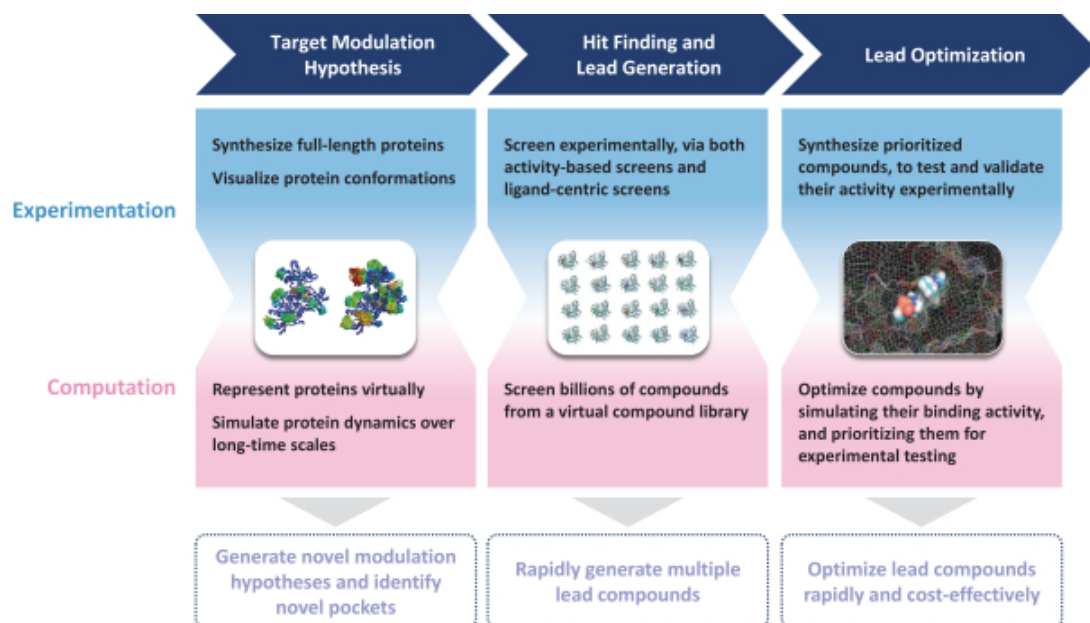 Target Modulation
Hypothesis
Hit Finding and
Lead Generation
Lead Optimization
Experimentation
Synthesize full-length proteins
Visualize protein conformations
Screen experimentally, via both
activity-based screens and
ligand-centric screens
Synthesize prioritized
compounds, to test and validate
their activity experimentally
Computation
Represent proteins virtually
Simulate protein dynamics over
long-time scales
Screen billions of compounds
from a virtual compound library
Optimize compounds by
simulating their binding activity,
and prioritizing them for
experimental testing
Generate novel modulation
hypotheses and identify
novel pockets
Rapidly generate multiple
lead compounds
Optimize lead compounds
rapidly and cost-effectively